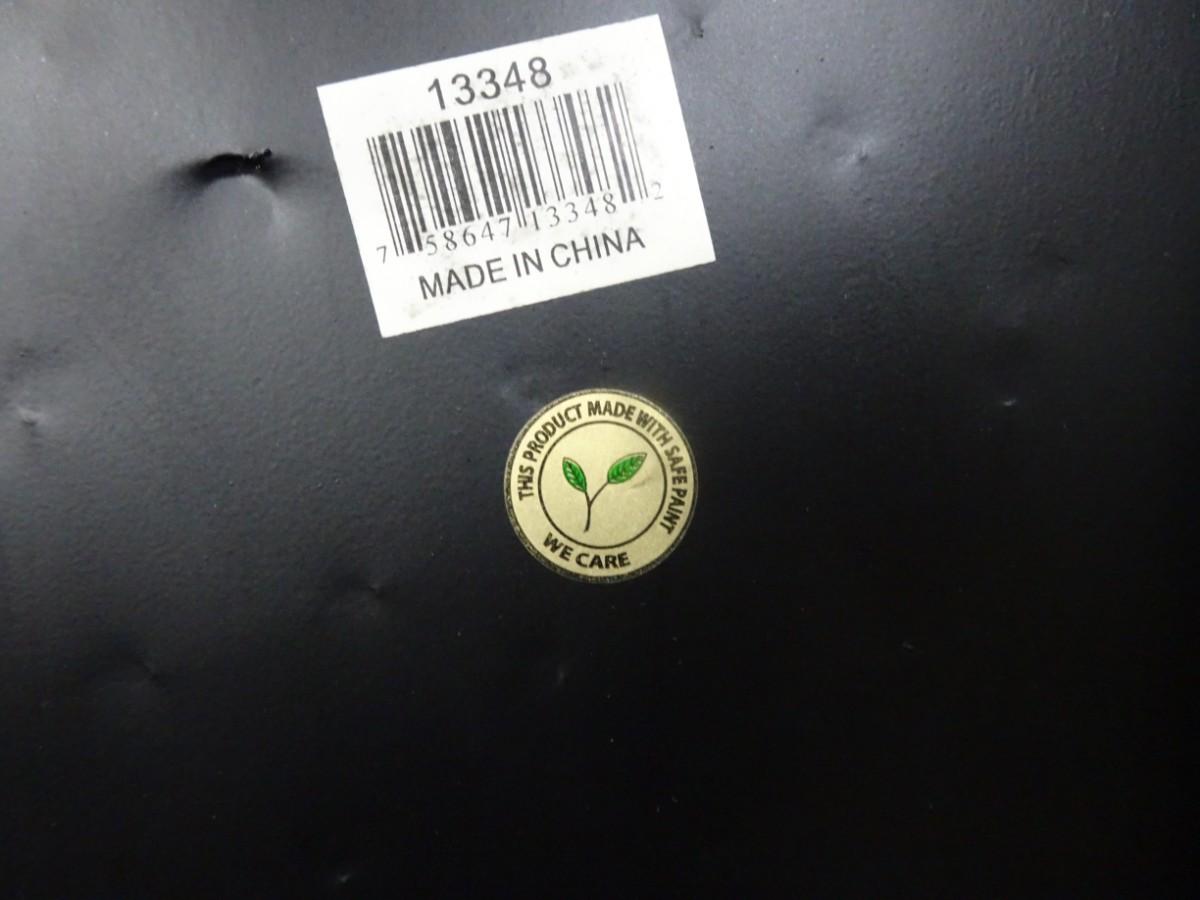 13348
7 58647 13348 2
MADE IN CHINA
THIS PRODUCT MADE WITH SAFE PAINT
WE CARE